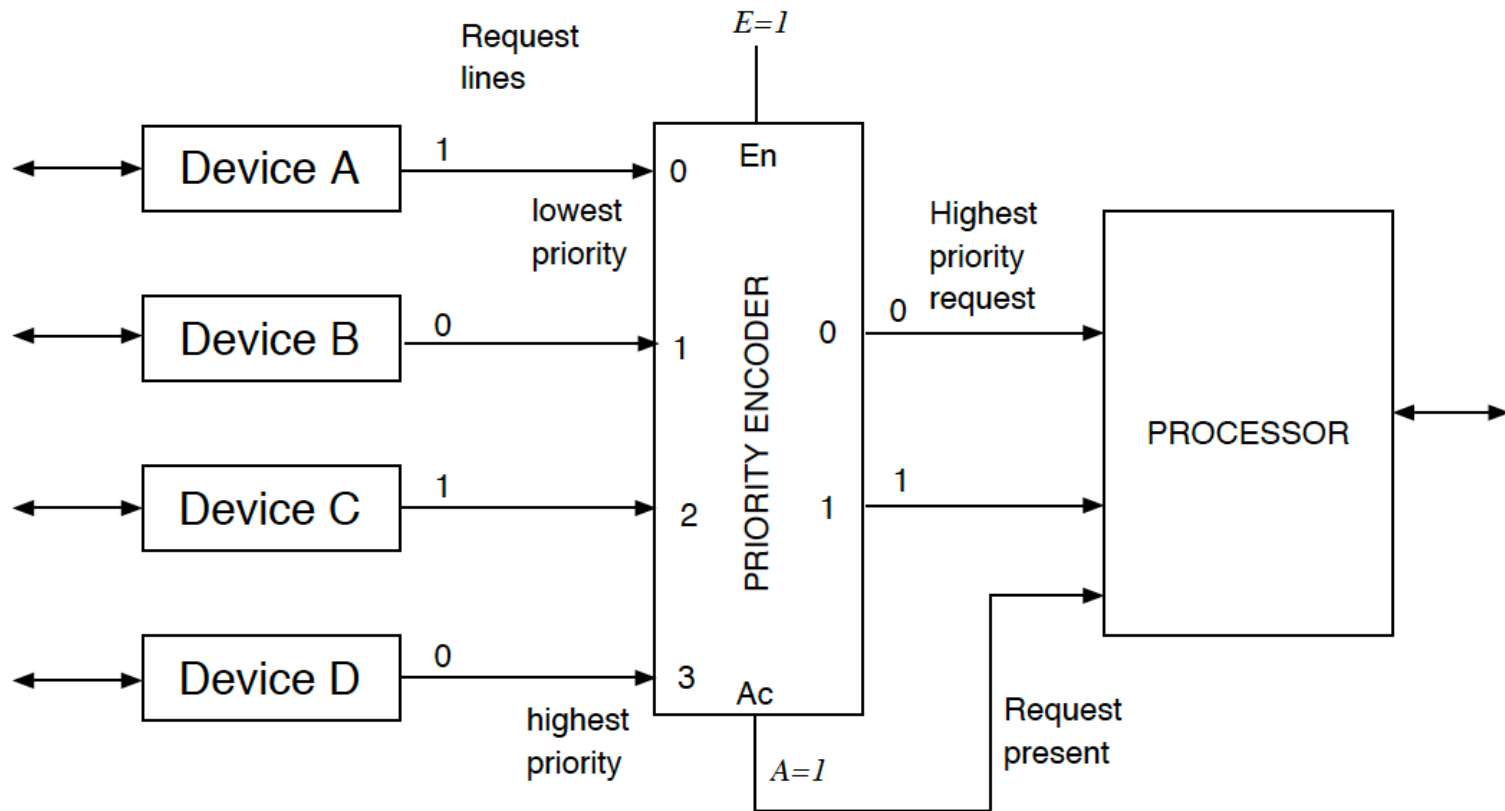 Request
lines
E=1
Device A
1
0
En
lowest
priority
Highest
priority
request
Device B
0
1
PRIORITY ENCODER
0
0
PROCESSOR
Device C
1
2
1
1
Device D
0
3
Ac
highest
priority
A=1
Request
present